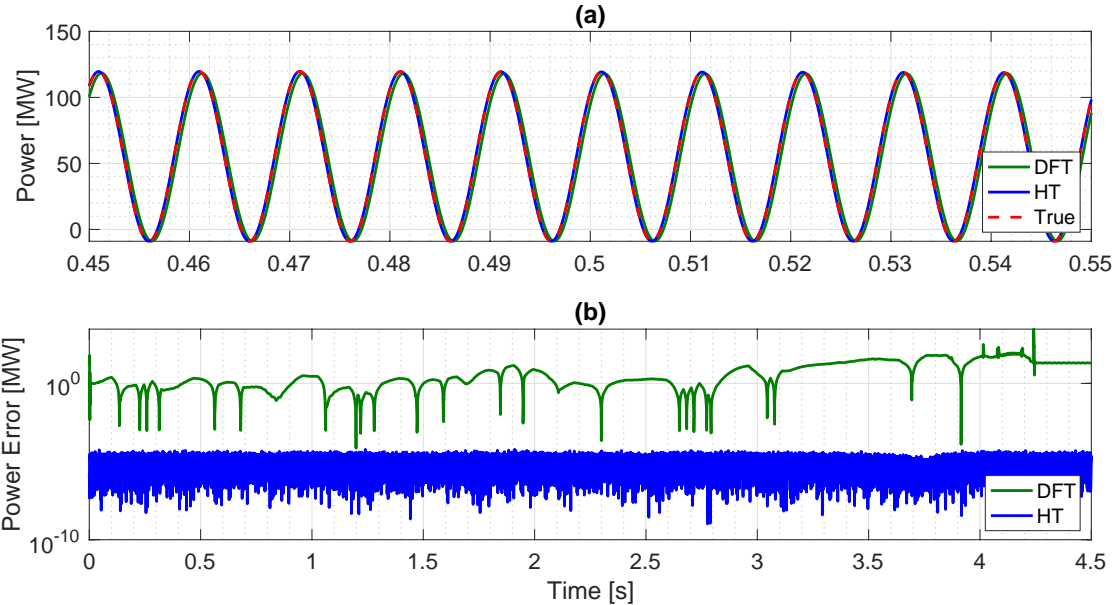 (a)
Power [MW]
150
100
50
0
0.45 0.46 0.47 0.48 0.49 0.5 0.51 0.52 0.53 0.54 0.55
DFT
HT
True
(b)
Power Error [MW]
10^0
10^-10
0 0.5 1 1.5 2 2.5 3 3.5 4 4.5
DFT
HT
Time [s]